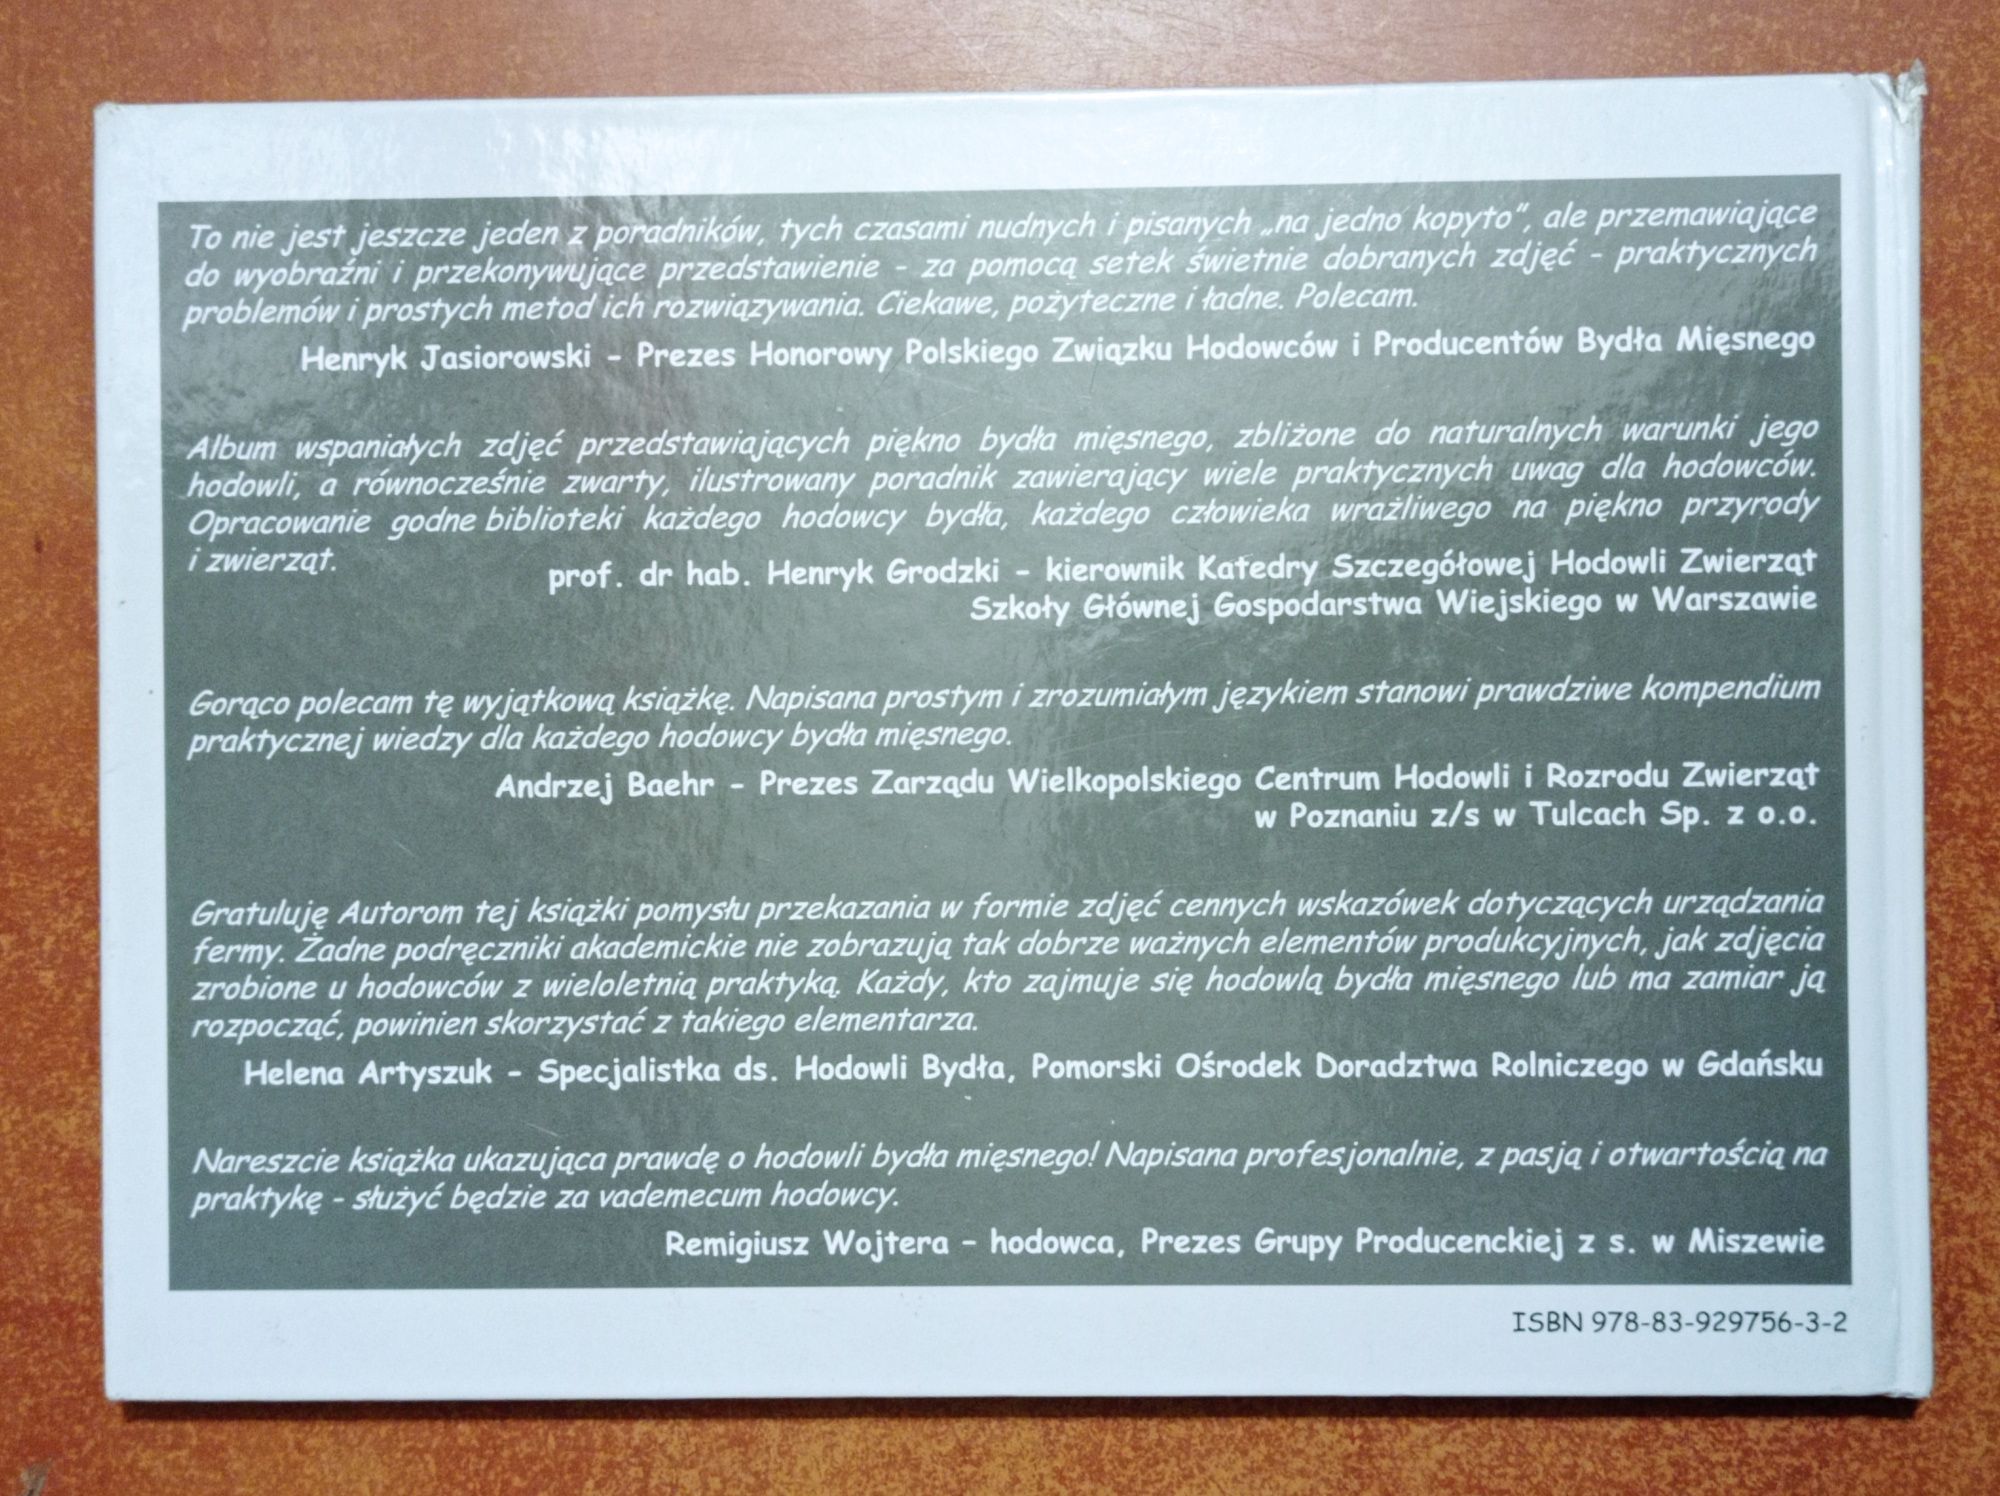 To nie jest jeszcze jeden z poradników, tych czasami nudnych i pisanych „na jedno kopyto”, ale przemawiające
do wyobraźni i przekonywujące przedstawienie - za pomocą setek świetnie dobranych zdjęć - praktycznych
problemów i prostych metod ich rozwiązywania. Ciekawe, pożyteczne i ładne. Polecam.
Henryk Jasiorowski - Prezes Honorowy Polskiego Związku Hodowców i Producentów Bydła Mięsnego
Album wspaniałych zdjęć przedstawiających piękno bydła mięsnego, zbliżone do naturalnych warunki jego
hodowli, a równocześnie zwarty, ilustrowany poradnik zawierający wiele praktycznych uwag dla hodowców.
Opracowanie godne biblioteki każdego hodowcy bydła, każdego człowieka wrażliwego na piękno przyrody
i zwierząt.
prof. dr hab. Henryk Grodzki - kierownik Katedry Szczegółowej Hodowli Zwierząt
Szkoły Głównej Gospodarstwa Wiejskiego w Warszawie
Gorąco polecam tę wyjątkową książkę. Napisana prostym i zrozumiałym językiem stanowi prawdziwe kompendium
praktycznej wiedzy dla każdego hodowcy bydła mięsnego.
Andrzej Baehr - Prezes Zarządu Wielkopolskiego Centrum Hodowli i Rozrodu Zwierząt
w Poznaniu z/s w Tulcach Sp. z o.o.
Gratuluję Autorom tej książki pomysłu przekazania w formie zdjęć cennych wskazówek dotyczących urządzania
fermy. Żadne podręczniki akademickie nie zobrazują tak dobrze ważnych elementów produkcyjnych, jak zdjęcia
zrobione u hodowców z wieloletnią praktyką. Każdy, kto zajmuje się hodowlą bydła mięsnego lub ma zamiar ją
rozpocząć, powinien skorzystać z takiego elementarza.
Helena Artyszuk - Specjalistka ds. Hodowli Bydła, Pomorski Ośrodek Doradztwa Rolniczego w Gdańsku
Nareszcie książka ukazująca prawdę o hodowli bydła mięsnego! Napisana profesjonalnie, z pasją i otwartością na
praktykę - służyć będzie za vademecum hodowcy.
Remigiusz Wojtera – hodowca, Prezes Grupy Producenckiej z s. w Miszewie
ISBN 978-83-929756-3-2